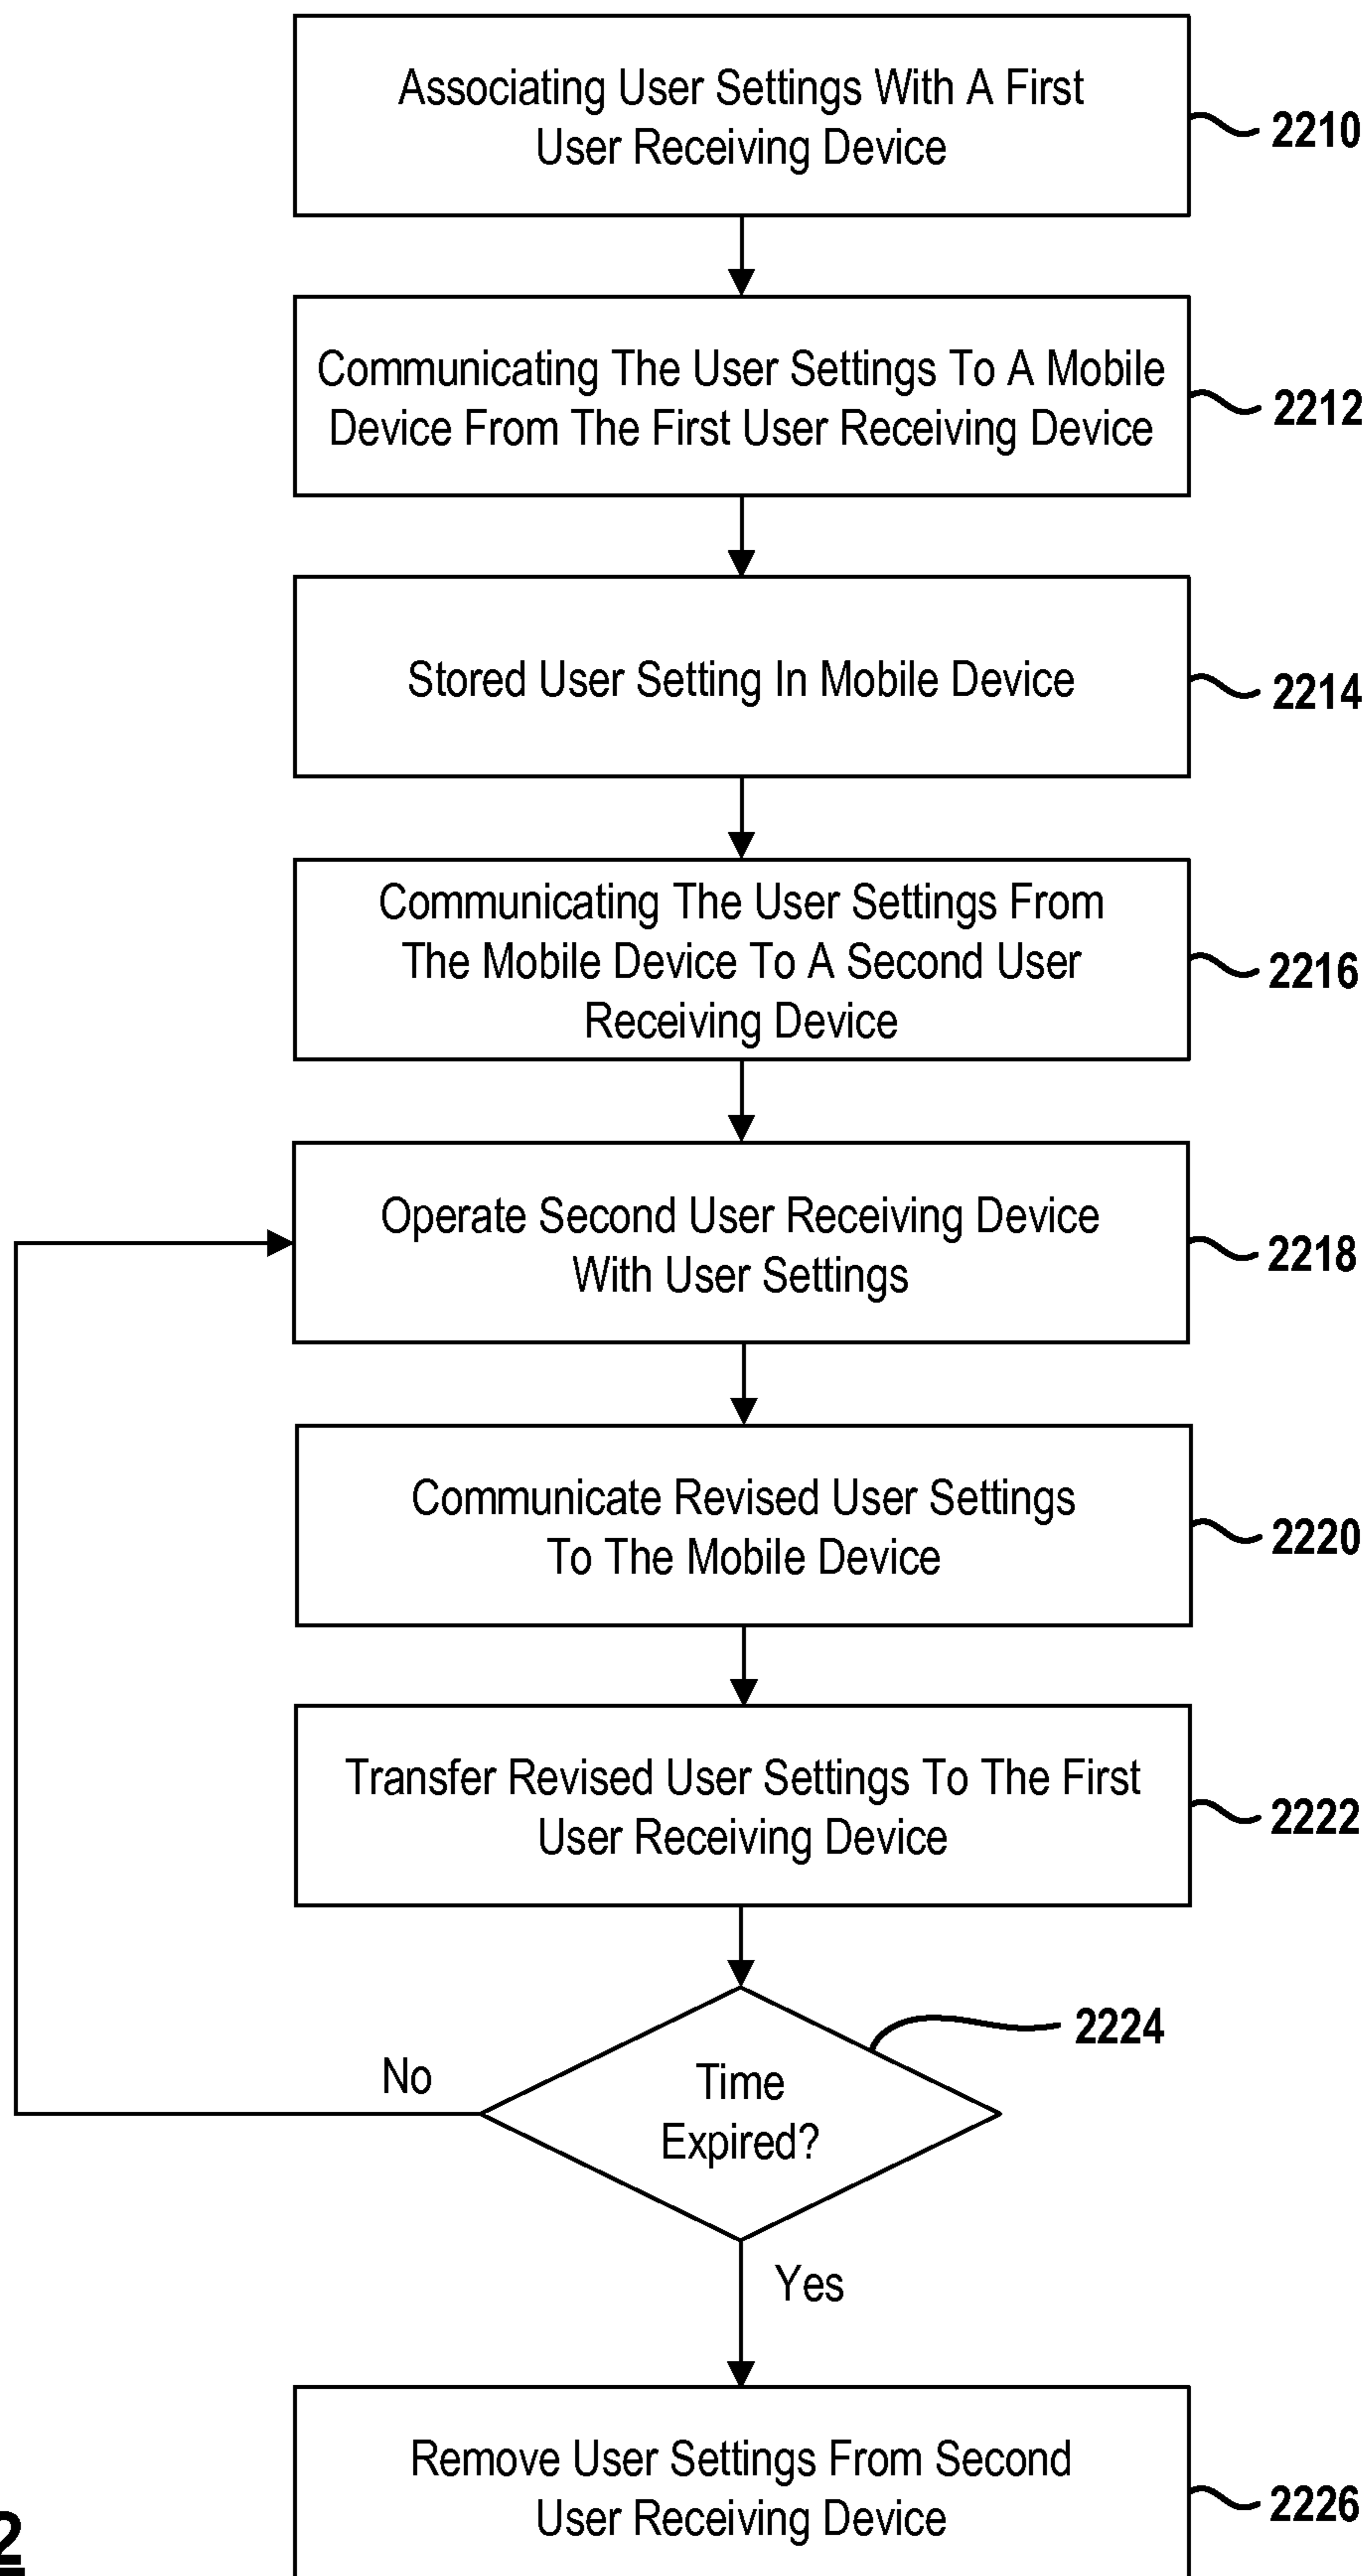 Associating User Settings With A First
User Receiving Device
2210
Communicating The User Settings To A Mobile
Device From The First User Receiving Device
2212
Stored User Setting In Mobile Device
2214
Communicating The User Settings From
The Mobile Device To A Second User
Receiving Device
2216
Operate Second User Receiving Device
With User Settings
2218
Communicate Revised User Settings
To The Mobile Device
2220
Transfer Revised User Settings To The First
User Receiving Device
2222
2224
No
Time
Expired?
Yes
Remove User Settings From Second
User Receiving Device
2226
2